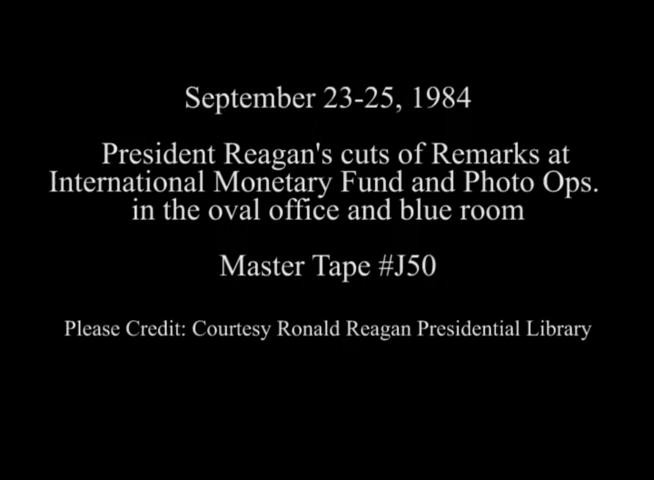 September 23-25, 1984
President Reagan's cuts of Remarks at
International Monetary Fund and Photo Ops.
in the oval office and blue room
Master Tape #J50
Please Credit: Courtesy Ronald Reagan Presidential Library